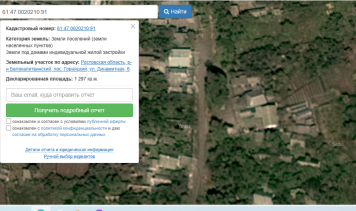 61:47:0020210:91
Найти
Кадастровый номер: 61:47:0020210:91
Категория земель: Земли поселений (земли
населенных пунктов)
Земли под домами индивидуальной жилой застройки
Земельный участок по адресу: Ростовская область, р-
н Белокалитвинский, пос. Горняцкий, ул. Динамитная, 6
Декларированная площадь: 1 297 кв.м.
Ваш email, куда отправить отчет
Получить подробный отчет
ознакомлен и согласен с условиями публичной оферты.
ознакомлен с политикой конфиденциальности и даю
согласие на обработку персональных данных
Детали отчета и юридическая информация
Ручной выбор вариантов